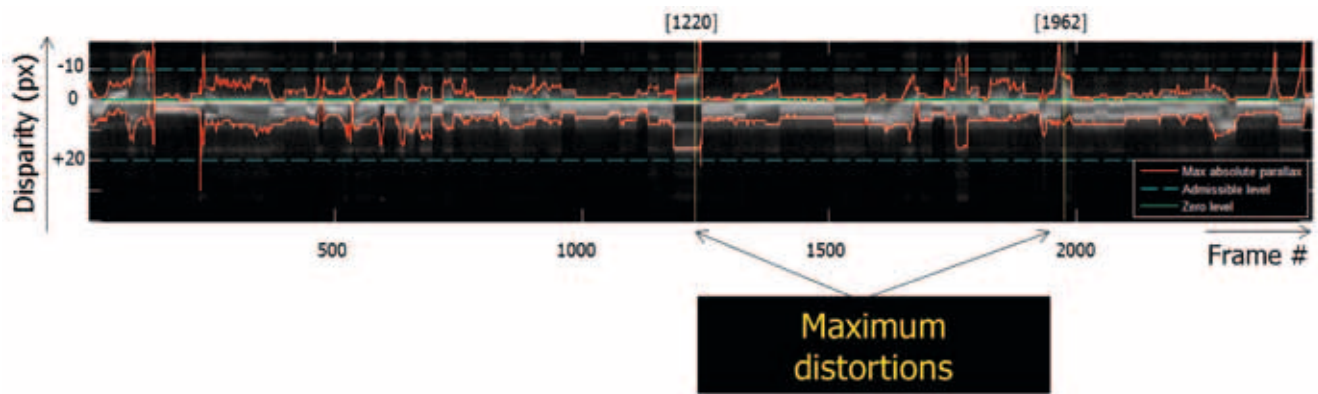 [1220]
[1962]
Disparity (px)
-10
0
+20
Max absolute parallax
Admissible level
Zero level
500
1000
1500
2000
Frame #
Maximum
distortions